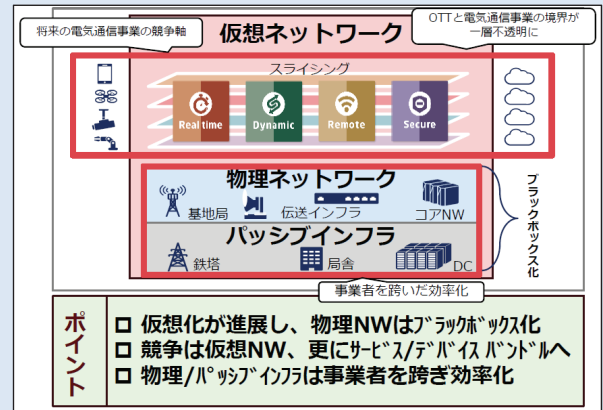 将来の電気通信事業の競争軸
仮想ネットワーク
OTTと電気通信事業の境界が
一層不透明に
スライシング
Real time
Dynamic
Remote
Secure
物理ネットワーク
基地局
伝送インフラ
コアNW
パッシブインフラ
鉄塔
局舎
DC
ブラックボックス化
事業者を跨いだ効率化
ポイント
□ 仮想化が進展し、物理NWはﾌﾞﾗｯｸﾎﾞｯｸｽ化
□ 競争は仮想NW、更にｻｰﾋﾞｽ/ﾃﾞﾊﾞｲｽ ﾊﾞﾝﾄﾞﾙへ
□ 物理/ﾊﾟｯｼﾌﾞｲﾝﾌﾗは事業者を跨ぎ効率化